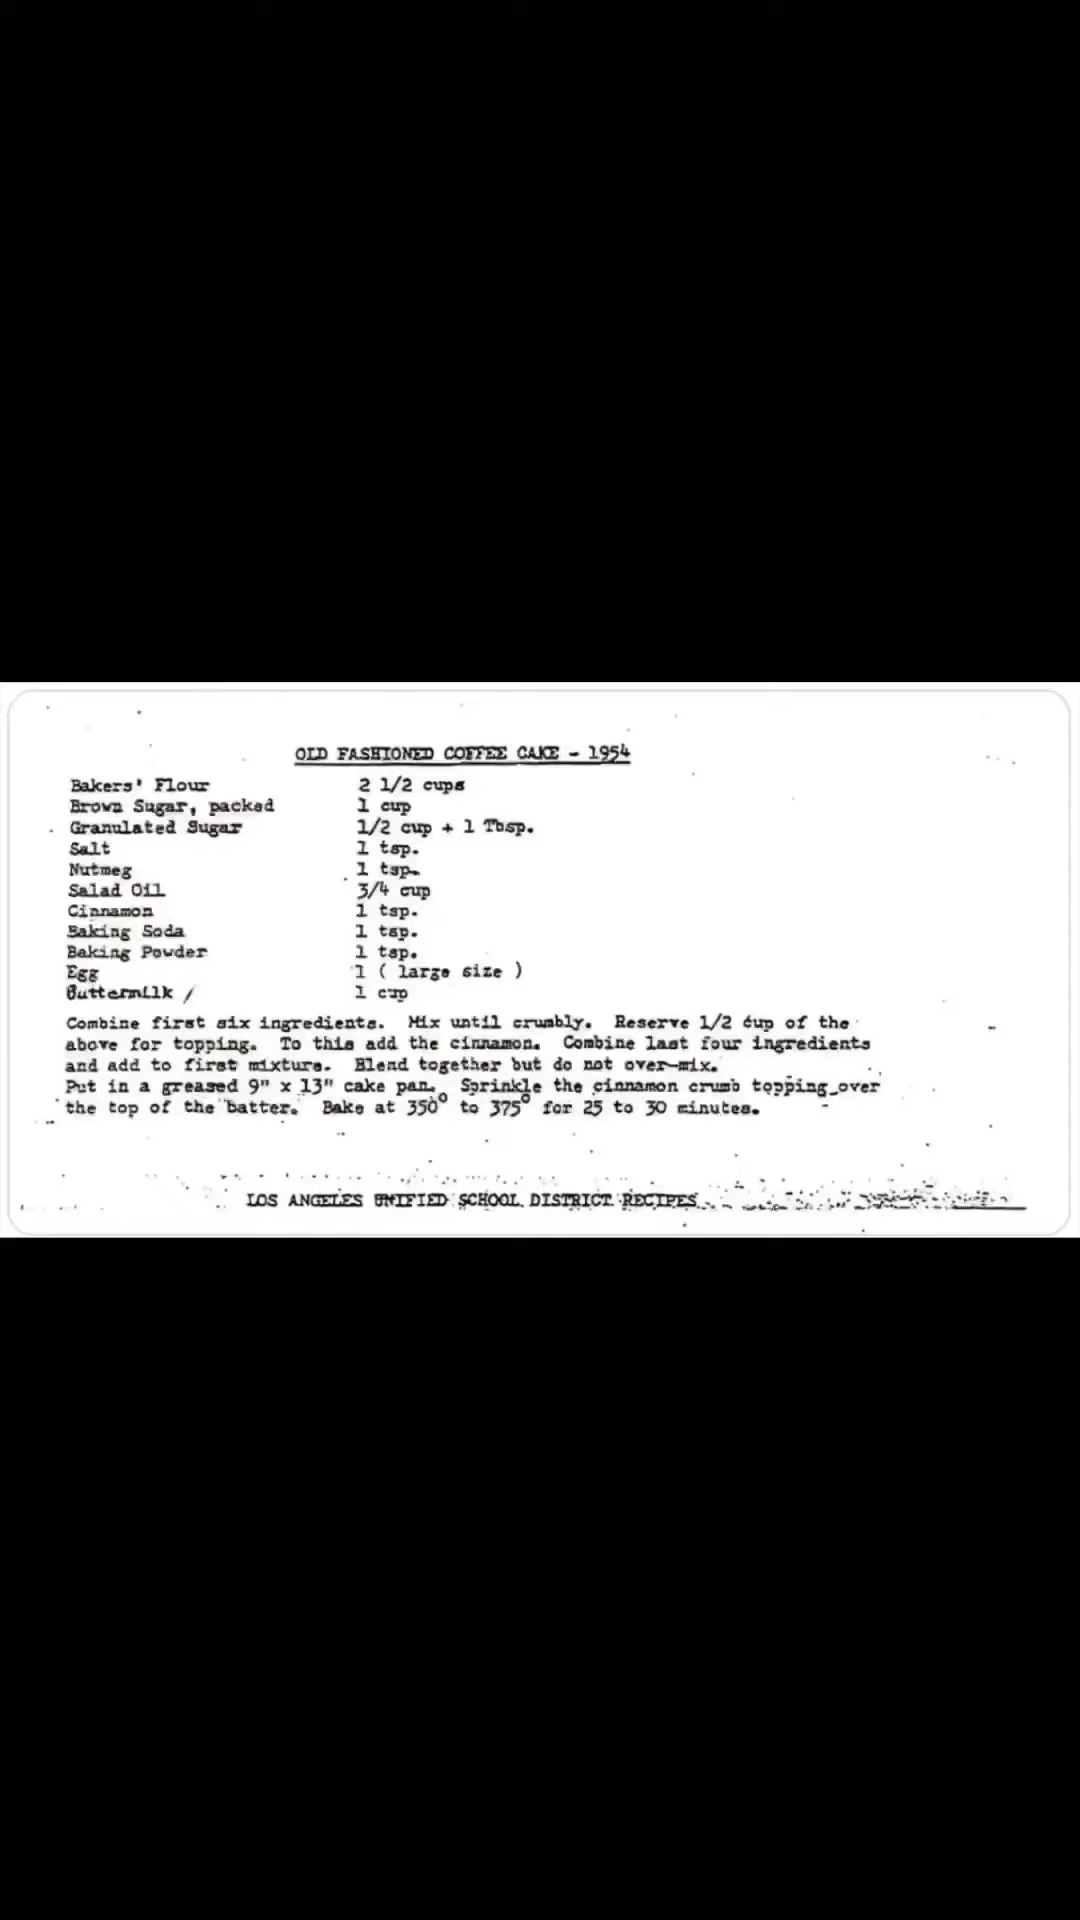 OLD FASHIONED COFFEE CAKE - 1954
Bakers' Flour 2 1/2 cups
Brown Sugar, packed 1 cup
Granulated Sugar 1/2 cup + 1 Tbsp.
Salt 1 tsp.
Nutmeg 1 tsp.
Salad Oil 3/4 cup
Cinnamon 1 tsp.
Baking Soda 1 tsp.
Baking Powder 1 tsp.
Egg 1 ( large size )
Buttermilk / 1 cup
Combine first six ingredients. Mix until crumbly. Reserve 1/2 cup of the
above for topping. To this add the cinnamon. Combine last four ingredients
and add to first mixture. Blend together but do not over-mix.
Put in a greased 9" x 13" cake pan. Sprinkle the cinnamon crumb topping over
the top of the batter. Bake at 350° to 375° for 25 to 30 minutes.
LOS ANGELES UNIFIED SCHOOL DISTRICT RECIPES